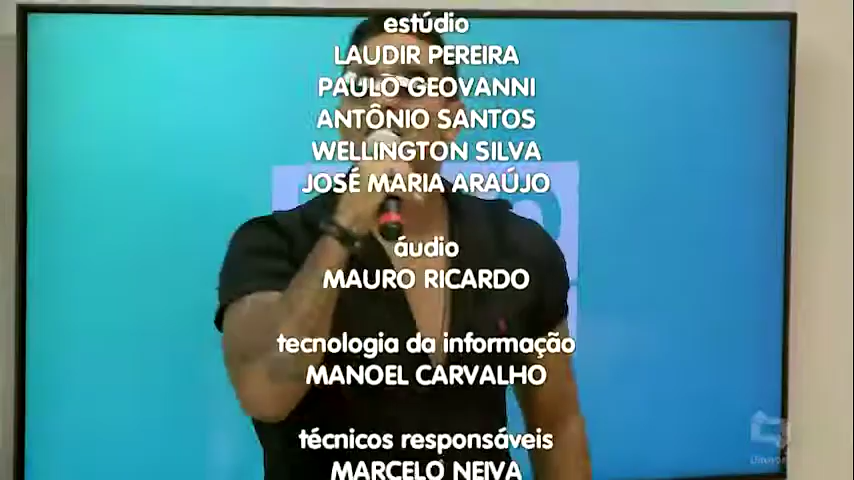 estúdio
LAUDIR PEREIRA
PAULO GEOVANNI
ANTÔNIO SANTOS
WELLINGTON SILVA
JOSÉ MARIA ARAÚJO
áudio
MAURO RICARDO
tecnologia da informação
MANOEL CARVALHO
técnicos responsáveis
MARCELO NEIVA